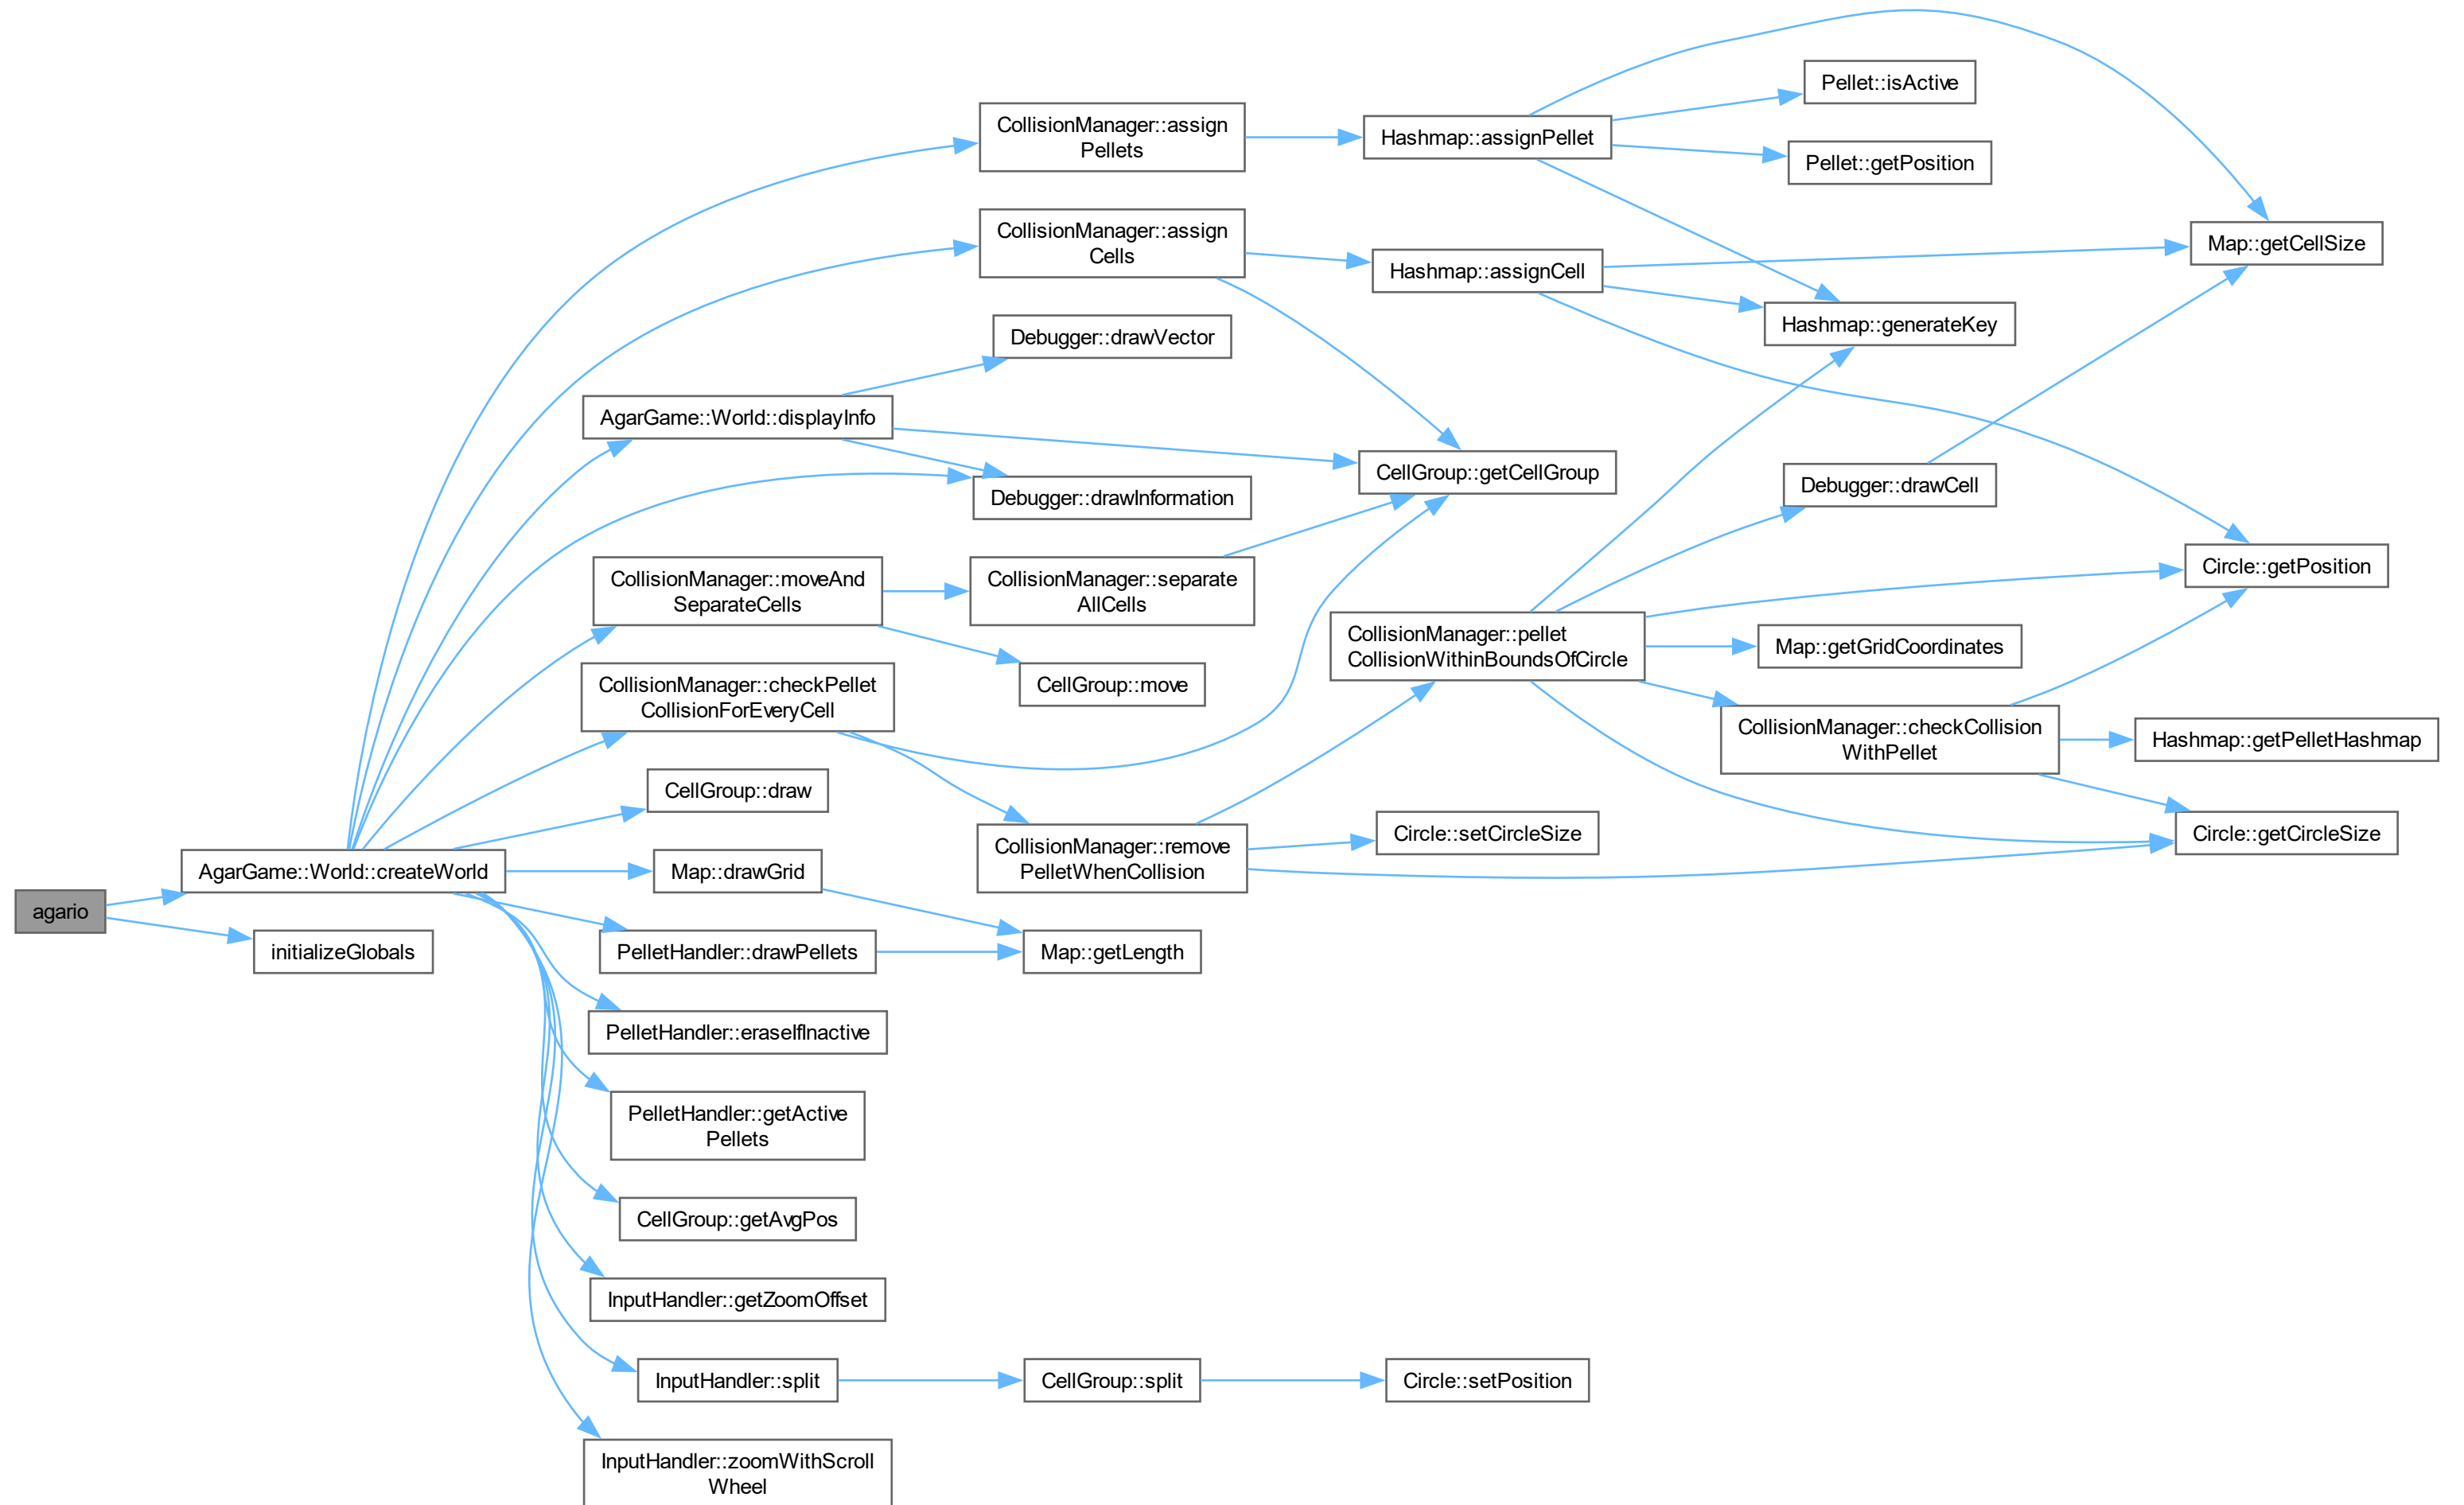 agario
AgarGame::World::createWorld
initializeGlobals
CollisionManager::assign
Pellets
CollisionManager::assign
Cells
AgarGame::World::displayInfo
Debugger::drawVector
Debugger::drawInformation
CollisionManager::moveAnd
SeparateCells
CollisionManager::separate
AllCells
CellGroup::move
CollisionManager::checkPellet
CollisionForEveryCell
CellGroup::draw
Map::drawGrid
PelletHandler::drawPellets
PelletHandler::eraseIfInactive
PelletHandler::getActive
Pellets
CellGroup::getAvgPos
InputHandler::getZoomOffset
InputHandler::split
InputHandler::zoomWithScroll
Wheel
CollisionManager::remove
PelletWhenCollision
Map::getLength
CellGroup::split
Hashmap::assignPellet
Hashmap::assignCell
CellGroup::getCellGroup
CollisionManager::pellet
CollisionWithinBoundsOfCircle
Circle::setCircleSize
Circle::setPosition
Pellet::isActive
Pellet::getPosition
Hashmap::generateKey
Debugger::drawCell
Map::getGridCoordinates
CollisionManager::checkCollision
WithPellet
Map::getCellSize
Circle::getPosition
Hashmap::getPelletHashmap
Circle::getCircleSize